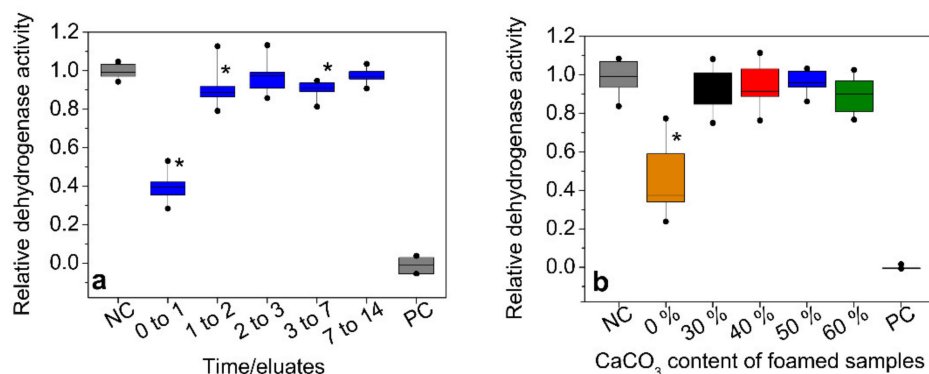 Relative dehydrogenase activity
1.2
1.0
0.8
0.6
0.4
0.2
0.0
*
*
*
a
NC
0 to 1
1 to 2
2 to 3
3 to 7
7 to 14
PC
Time/eluates
Relative dehydrogenase activity
1.2
1.0
0.8
0.6
0.4
0.2
0.0
*
b
NC
0 %
30 %
40 %
50 %
60 %
PC
CaCO₃ content of foamed samples